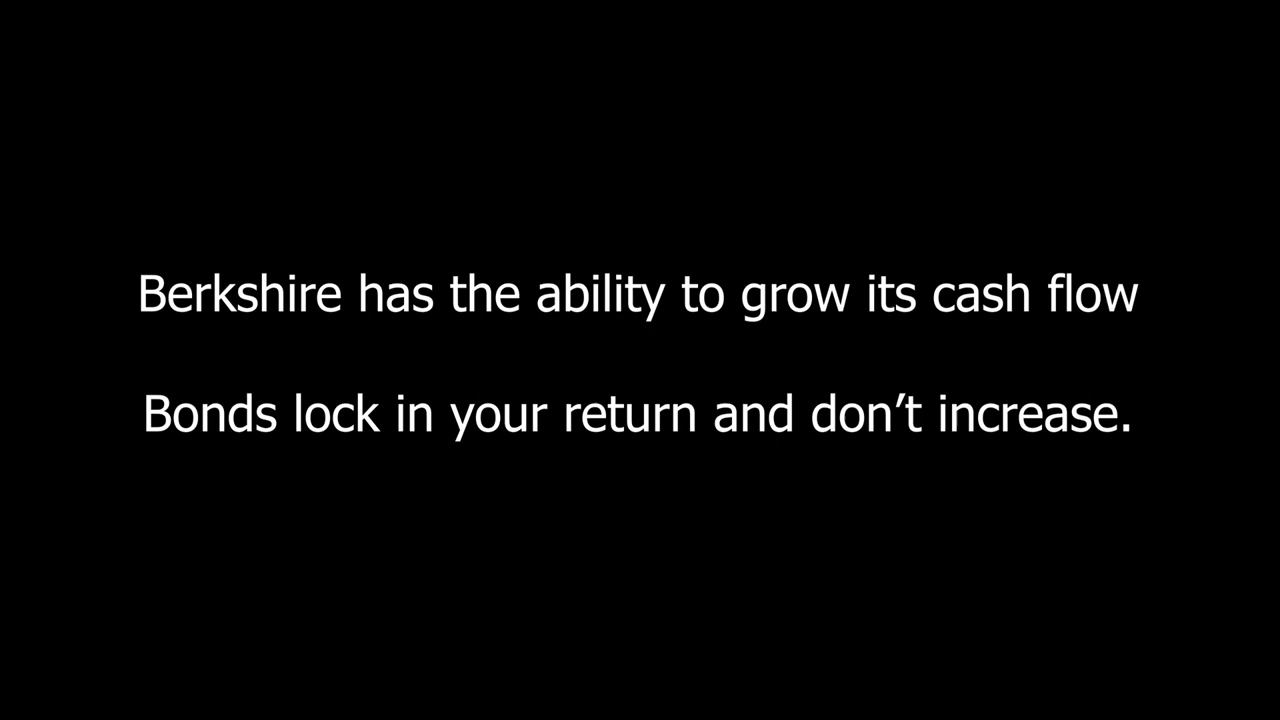 Berkshire has the ability to grow its cash flow
Bonds lock in your return and don’t increase.